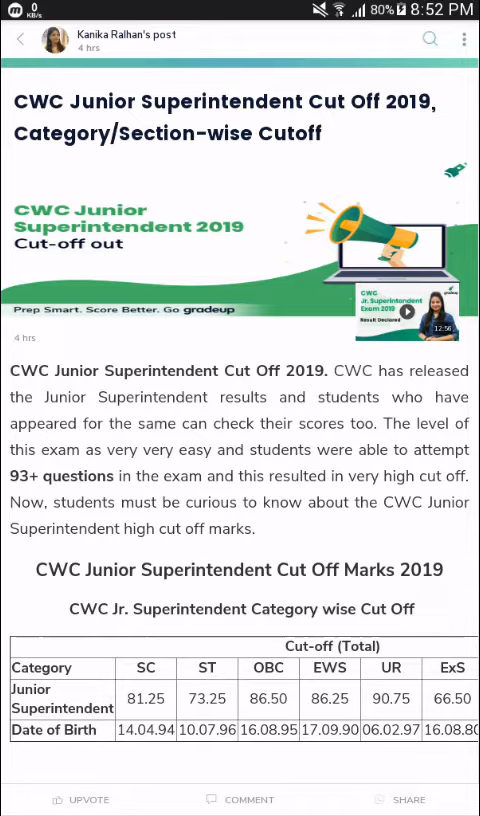 0
KB/s
80% 8:52 PM
Kanika Ralhan's post
4 hrs
CWC Junior Superintendent Cut Off 2019,
Category/Section-wise Cutoff
CWC Junior
Superintendent 2019
Cut-off out
Prep Smart. Score Better. Go gradeup
CWC
Jr. Superintendent
Exam 2019
Result Declared
gradeup
12:56
4 hrs
CWC Junior Superintendent Cut Off 2019. CWC has released
the Junior Superintendent results and students who have
appeared for the same can check their scores too. The level of
this exam as very very easy and students were able to attempt
93+ questions in the exam and this resulted in very high cut off.
Now, students must be curious to know about the CWC Junior
Superintendent high cut off marks.
CWC Junior Superintendent Cut Off Marks 2019
CWC Jr. Superintendent Category wise Cut Off
Cut-off (Total)
Category SC ST OBC EWS UR ExS
Junior
Superintendent 81.25 73.25 86.50 86.25 90.75 66.50
Date of Birth 14.04.94 10.07.96 16.08.95 17.09.90 06.02.97 16.08.80
UPVOTE COMMENT SHARE